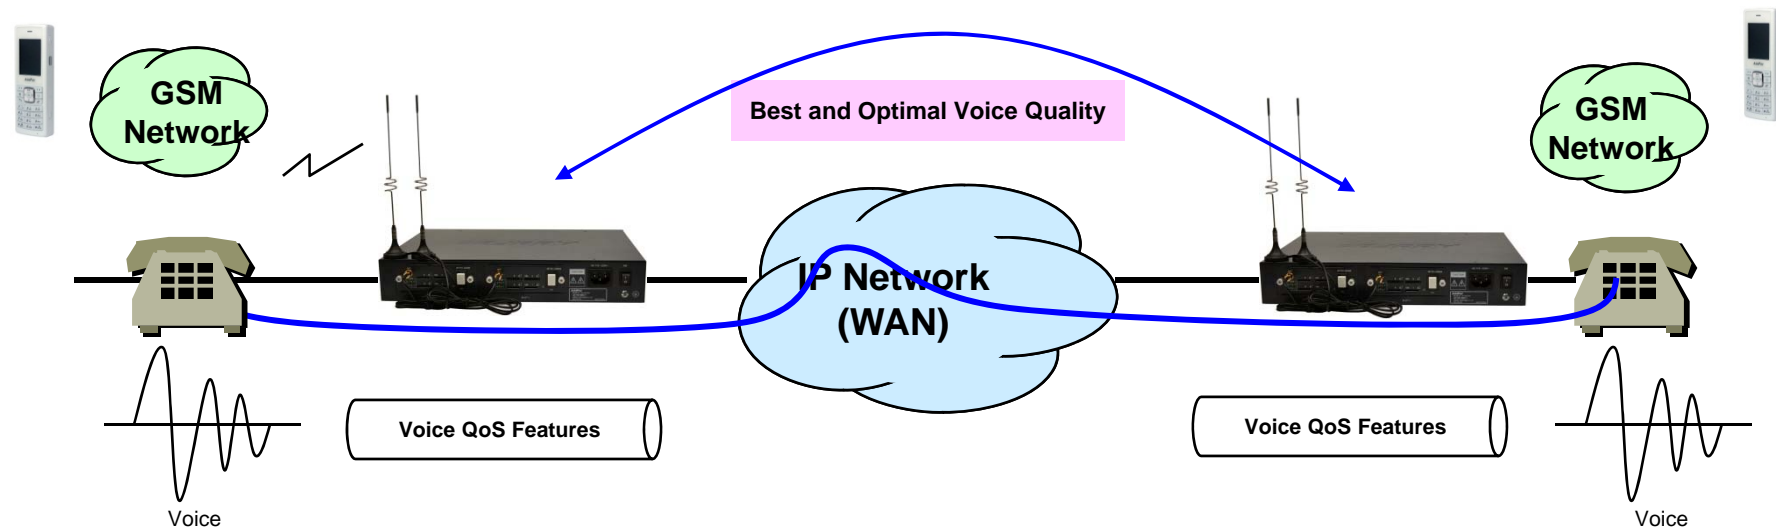 GSM
Network
Best and Optimal Voice Quality
GSM
Network
IP Network
(WAN)
Voice QoS Features
Voice QoS Features
Voice
Voice